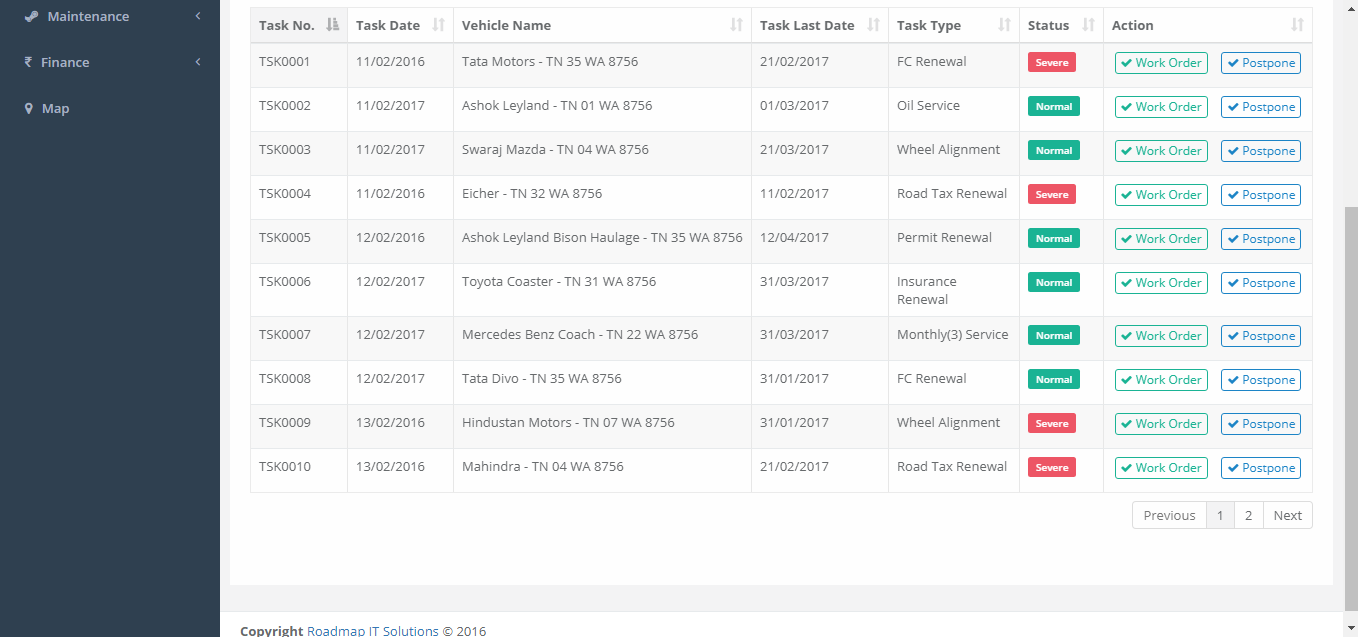 Maintenance
Finance
Map
Task No. Task Date Vehicle Name Task Last Date Task Type Status Action
TSK0001 11/02/2016 Tata Motors - TN 35 WA 8756 21/02/2017 FC Renewal Severe Work Order Postpone
TSK0002 11/02/2017 Ashok Leyland - TN 01 WA 8756 01/03/2017 Oil Service Normal Work Order Postpone
TSK0003 11/02/2017 Swaraj Mazda - TN 04 WA 8756 21/03/2017 Wheel Alignment Normal Work Order Postpone
TSK0004 11/02/2016 Eicher - TN 32 WA 8756 11/02/2017 Road Tax Renewal Severe Work Order Postpone
TSK0005 12/02/2016 Ashok Leyland Bison Haulage - TN 35 WA 8756 12/04/2017 Permit Renewal Normal Work Order Postpone
TSK0006 12/02/2017 Toyota Coaster - TN 31 WA 8756 31/03/2017 Insurance Normal Work Order Postpone
Renewal
TSK0007 12/02/2017 Mercedes Benz Coach - TN 22 WA 8756 31/03/2017 Monthly(3) Service Normal Work Order Postpone
TSK0008 12/02/2017 Tata Divo - TN 35 WA 8756 31/01/2017 FC Renewal Normal Work Order Postpone
TSK0009 13/02/2016 Hindustan Motors - TN 07 WA 8756 31/01/2017 Wheel Alignment Severe Work Order Postpone
TSK0010 13/02/2016 Mahindra - TN 04 WA 8756 21/02/2017 Road Tax Renewal Severe Work Order Postpone
Previous 1 2 Next
Copyright Roadmap IT Solutions © 2016